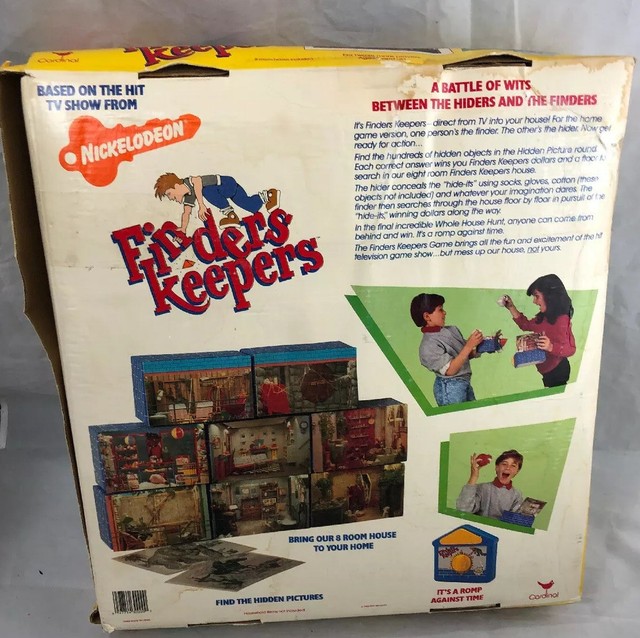 Cardinal
BASED ON THE HIT
TV SHOW FROM
NICKELODEON
Finders
Keepers
A BATTLE OF WITS
BETWEEN THE HIDERS AND THE FINDERS
It's Finders Keepers direct from TV into your house! For the home
game version, one person's the finder. The other's the hider. Now get
ready for action...
Find the hundreds of hidden objects in the Hidden Picture round.
Each correct answer wins you Finders Keepers dollars and a floor to
search in our eight room Finders Keepers house.
The hider conceals the "hide-its" using socks, gloves, cotton (these
objects not included) and whatever your imagination dares. The
finder then searches through the house floor by floor in pursuit of the
"hide-its," winning dollars along the way.
In the final incredible Whole House Hunt, anyone can come from
behind and win. It's a romp against time.
The Finders Keepers Game brings all the fun and excitement of the hit
television game show...but mess up our house, not yours.
BRING OUR 8 ROOM HOUSE
TO YOUR HOME
FIND THE HIDDEN PICTURES
IT'S A ROMP
AGAINST TIME
Cardinal